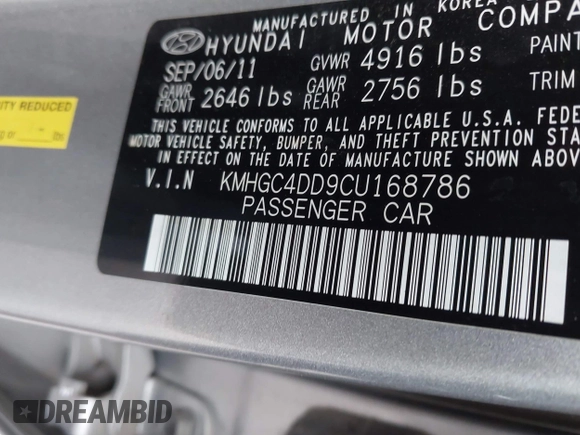 MANUFACTURED IN KOREA
HYUNDAI MOTOR COMPA
SEP/06/11 GVWR 4916 lbs PAINT
GAWR FRONT 2646 lbs GAWR REAR 2756 lbs TRIM
THIS VEHICLE CONFORMS TO ALL APPLICABLE U.S.A. FEDE
MOTOR VEHICLE SAFETY, BUMPER, AND THEFT PREVENTION STA
IN EFFECT ON THE DATE OF MANUFACTURE SHOWN ABOVE.
V.I.N KMHGC4DD9CU168786
PASSENGER CAR
ITY REDUCED
lbs
DREAMBID